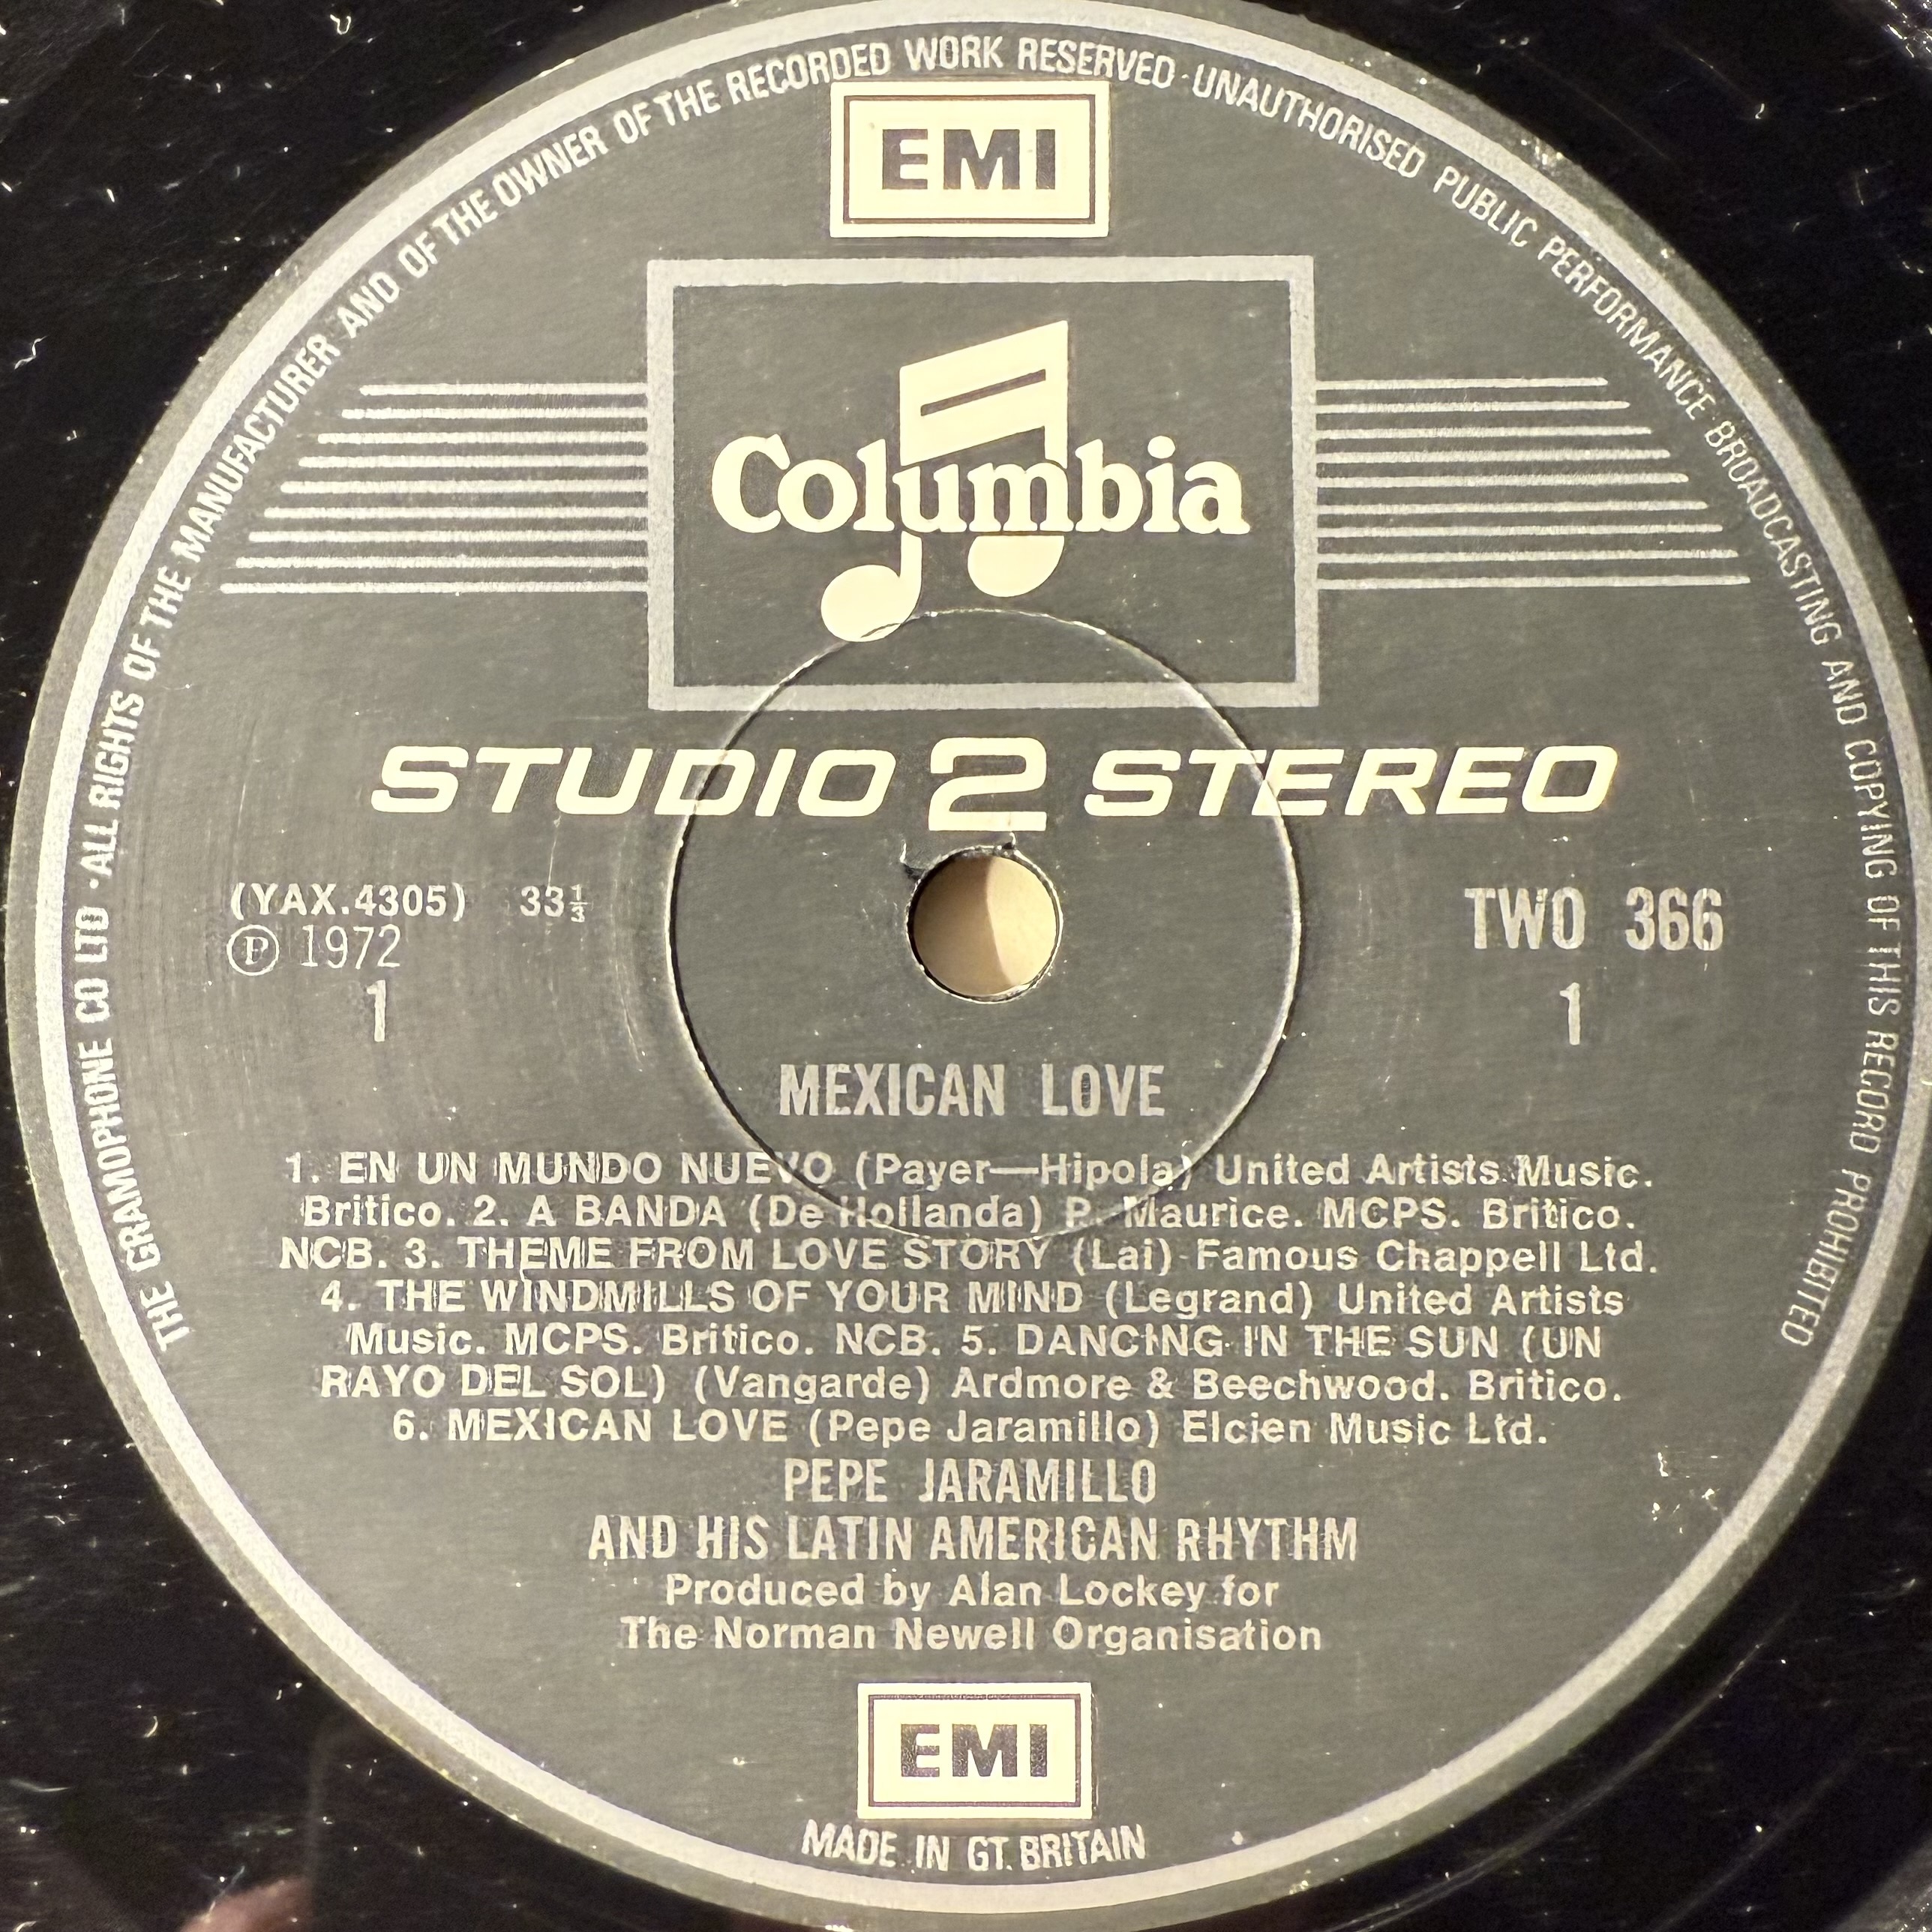 THE GRAMOPHONE CO LTD · ALL RIGHTS OF THE MANUFACTURER AND OF THE OWNER OF THE RECORDED WORK RESERVED · UNAUTHORISED PUBLIC PERFORMANCE BROADCASTING AND COPYING OF THIS RECORD PROHIBITED
EMI
Columbia
STUDIO 2 STEREO
(YAX.4305) 33⅓
TWO 366
Ⓟ 1972
1
1
MEXICAN LOVE
1. EN UN MUNDO NUEVO (Payer—Hipola) United Artists Music.
Britico. 2. A BANDA (De Hollanda) P. Maurice. MCPS. Britico.
NCB. 3. THEME FROM LOVE STORY (Lai) Famous Chappell Ltd.
4. THE WINDMILLS OF YOUR MIND (Legrand) United Artists
Music. MCPS. Britico. NCB. 5. DANCING IN THE SUN (UN
RAYO DEL SOL) (Vangarde) Ardmore & Beechwood. Britico.
6. MEXICAN LOVE (Pepe Jaramillo) Elcien Music Ltd.
PEPE JARAMILLO
AND HIS LATIN AMERICAN RHYTHM
Produced by Alan Lockey for
The Norman Newell Organisation
EMI
MADE IN GT. BRITAIN